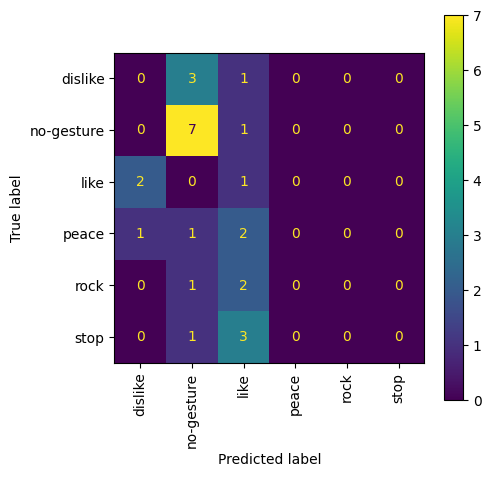 7
dislike 0 3 1 0 0 0
6
no-gesture 0 7 1 0 0 0
5
like 2 0 1 0 0 0
4
True label
peace 1 1 2 0 0 0
3
rock 0 1 2 0 0 0
2
stop 0 1 3 0 0 0
1
0
dislike no-gesture like peace rock stop
Predicted label